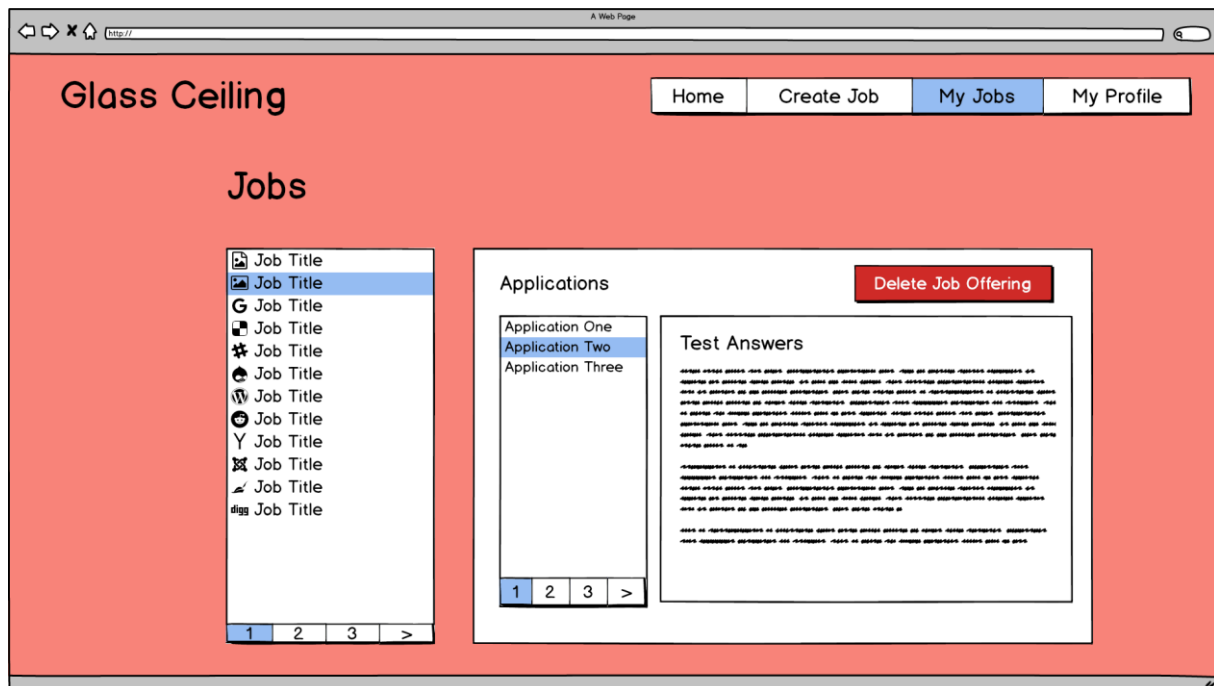 A Web Page
http://
Glass Ceiling
Home
Create Job
My Jobs
My Profile
Jobs
Job Title
Job Title
G Job Title
Job Title
Job Title
Job Title
Job Title
Job Title
Y Job Title
Job Title
Job Title
digg Job Title
1 2 3 >
Applications
Delete Job Offering
Application One
Application Two
Application Three
1 2 3 >
Test Answers